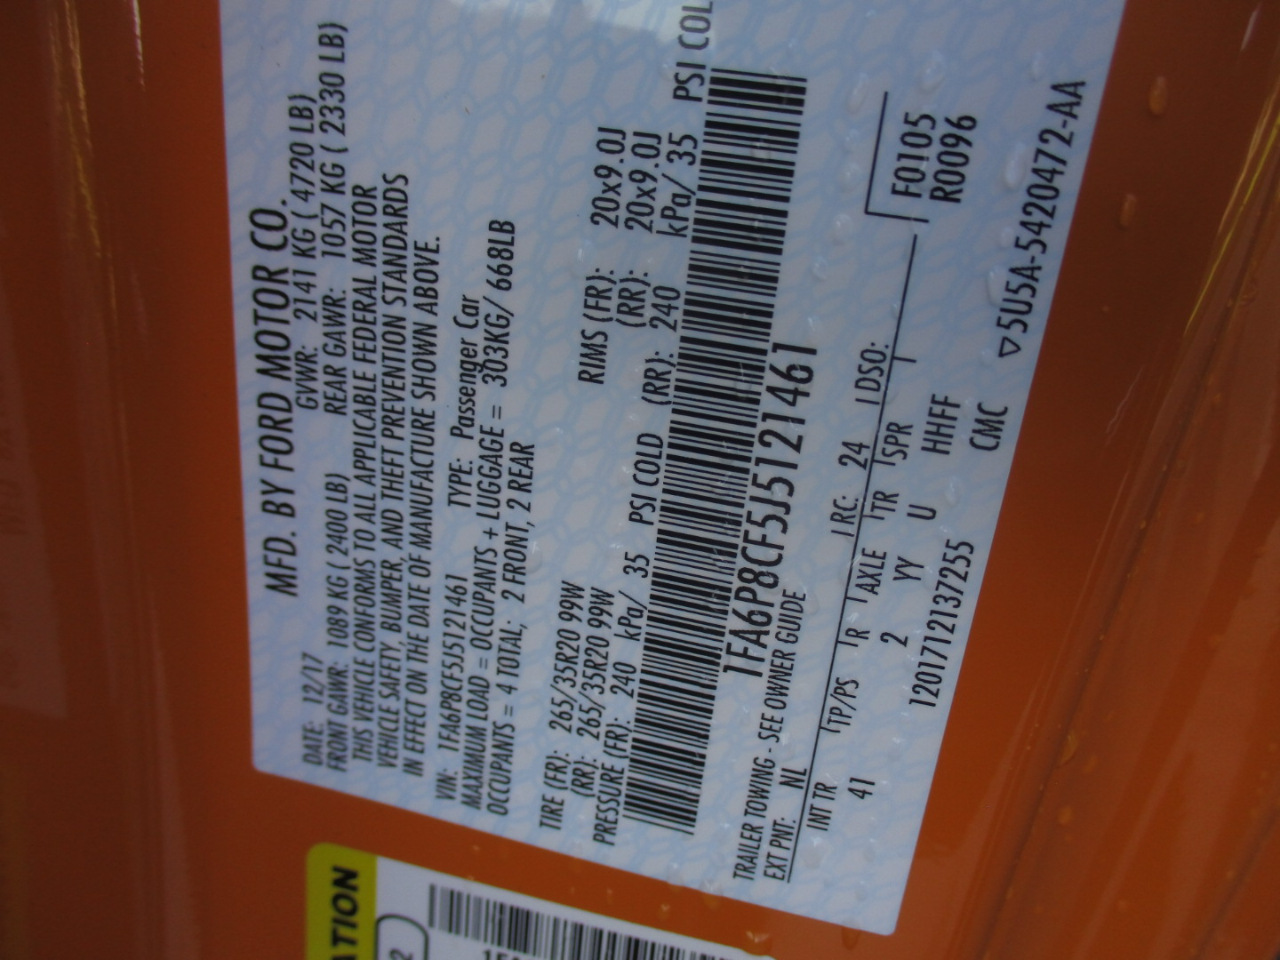 MFD. BY FORD MOTOR CO.
DATE: 12/17 GVWR: 2141 KG ( 4720 LB)
FRONT GAWR: 1089 KG ( 2400 LB) REAR GAWR: 1057 KG ( 2330 LB)
THIS VEHICLE CONFORMS TO ALL APPLICABLE FEDERAL MOTOR
VEHICLE SAFETY, BUMPER, AND THEFT PREVENTION STANDARDS
IN EFFECT ON THE DATE OF MANUFACTURE SHOWN ABOVE.
VIN: 1FA6P8CF5J5121461 TYPE: Passenger Car
MAXIMUM LOAD = OCCUPANTS + LUGGAGE = 303KG/ 668LB
OCCUPANTS = 4 TOTAL; 2 FRONT, 2 REAR
TIRE (FR): 265/35R20 99W RIMS (FR): 20x9.0J
(RR): 265/35R20 99W (RR): 20x9.0J
PRESSURE (FR): 240 kPa/ 35 PSI COLD (RR): 240 kPa/ 35 PSI COL
1FA6P8CF5J5121461
TRAILER TOWING - SEE OWNER GUIDE
EXT PNT: NL RC: 24 DSO: F0105
R0096
INT TR TP/PS R AXLE TR SPR
41 2 YY U HHFF
120171213725​5 CMC
▽5U5A-5420472-AA
ATION